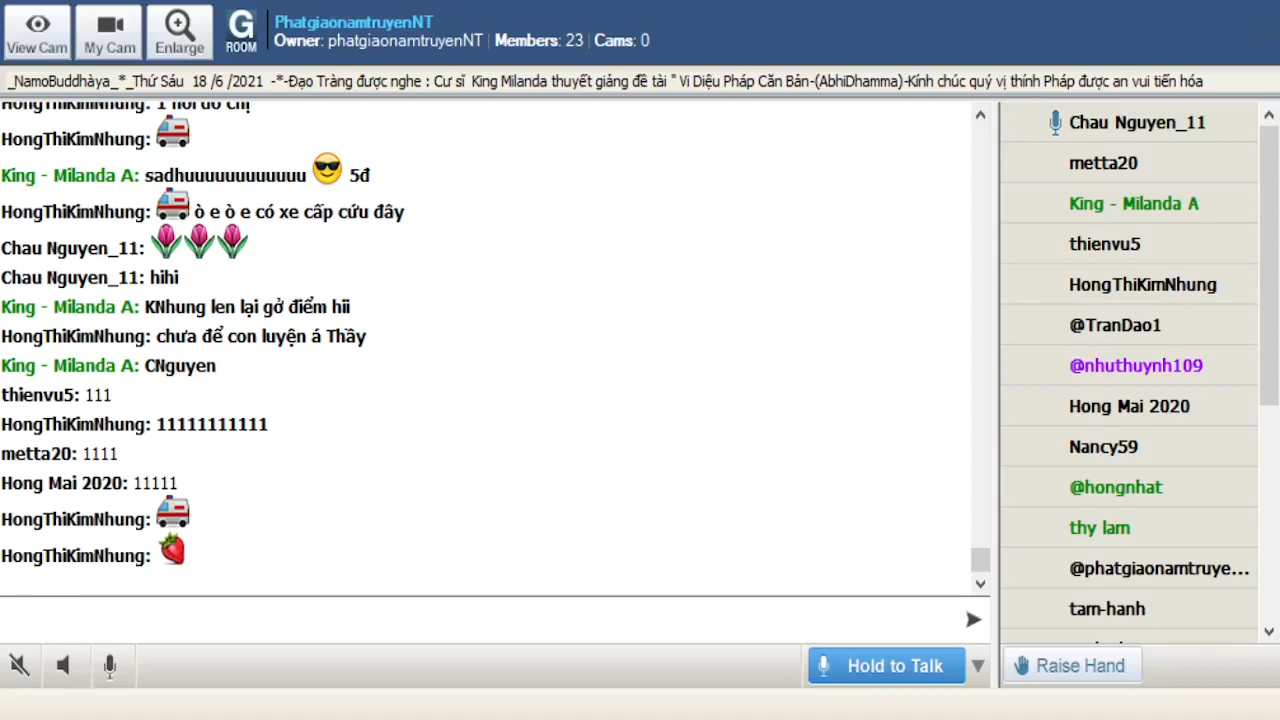 View Cam
My Cam
Enlarge
G
ROOM
PhatgiaonamtruyenNT
Owner: phatgiaonamtruyenNT | Members: 23 | Cams: 0
_NamoBuddhàya_*_Thứ Sáu 18 /6 /2021 -*-Đạo Tràng được nghe : Cư sĩ King Milanda thuyết giảng đề tài " Vi Diệu Pháp Căn Bản-(AbhiDhamma)-Kính chúc quý vị thính Pháp được an vui tiến hóa
HongThiKimNhung: 1
HongThiKimNhung:
King - Milanda A: sadhuuuuuuuuuuuu 5đ
HongThiKimNhung: ò e ò e có xe cấp cứu đây
Chau Nguyen_11:
Chau Nguyen_11: hihi
King - Milanda A: KNhung len lại gở điểm hii
HongThiKimNhung: chưa để con luyện á Thầy
King - Milanda A: CNguyen
thienvu5: 111
HongThiKimNhung: 11111111111
metta20: 1111
Hong Mai 2020: 11111
HongThiKimNhung:
HongThiKimNhung:
Chau Nguyen_11
metta20
King - Milanda A
thienvu5
HongThiKimNhung
@TranDao1
@nhuthuynh109
Hong Mai 2020
Nancy59
@hongnhat
thy lam
@phatgiaonamtruye...
tam-hanh
Hold to Talk
Raise Hand